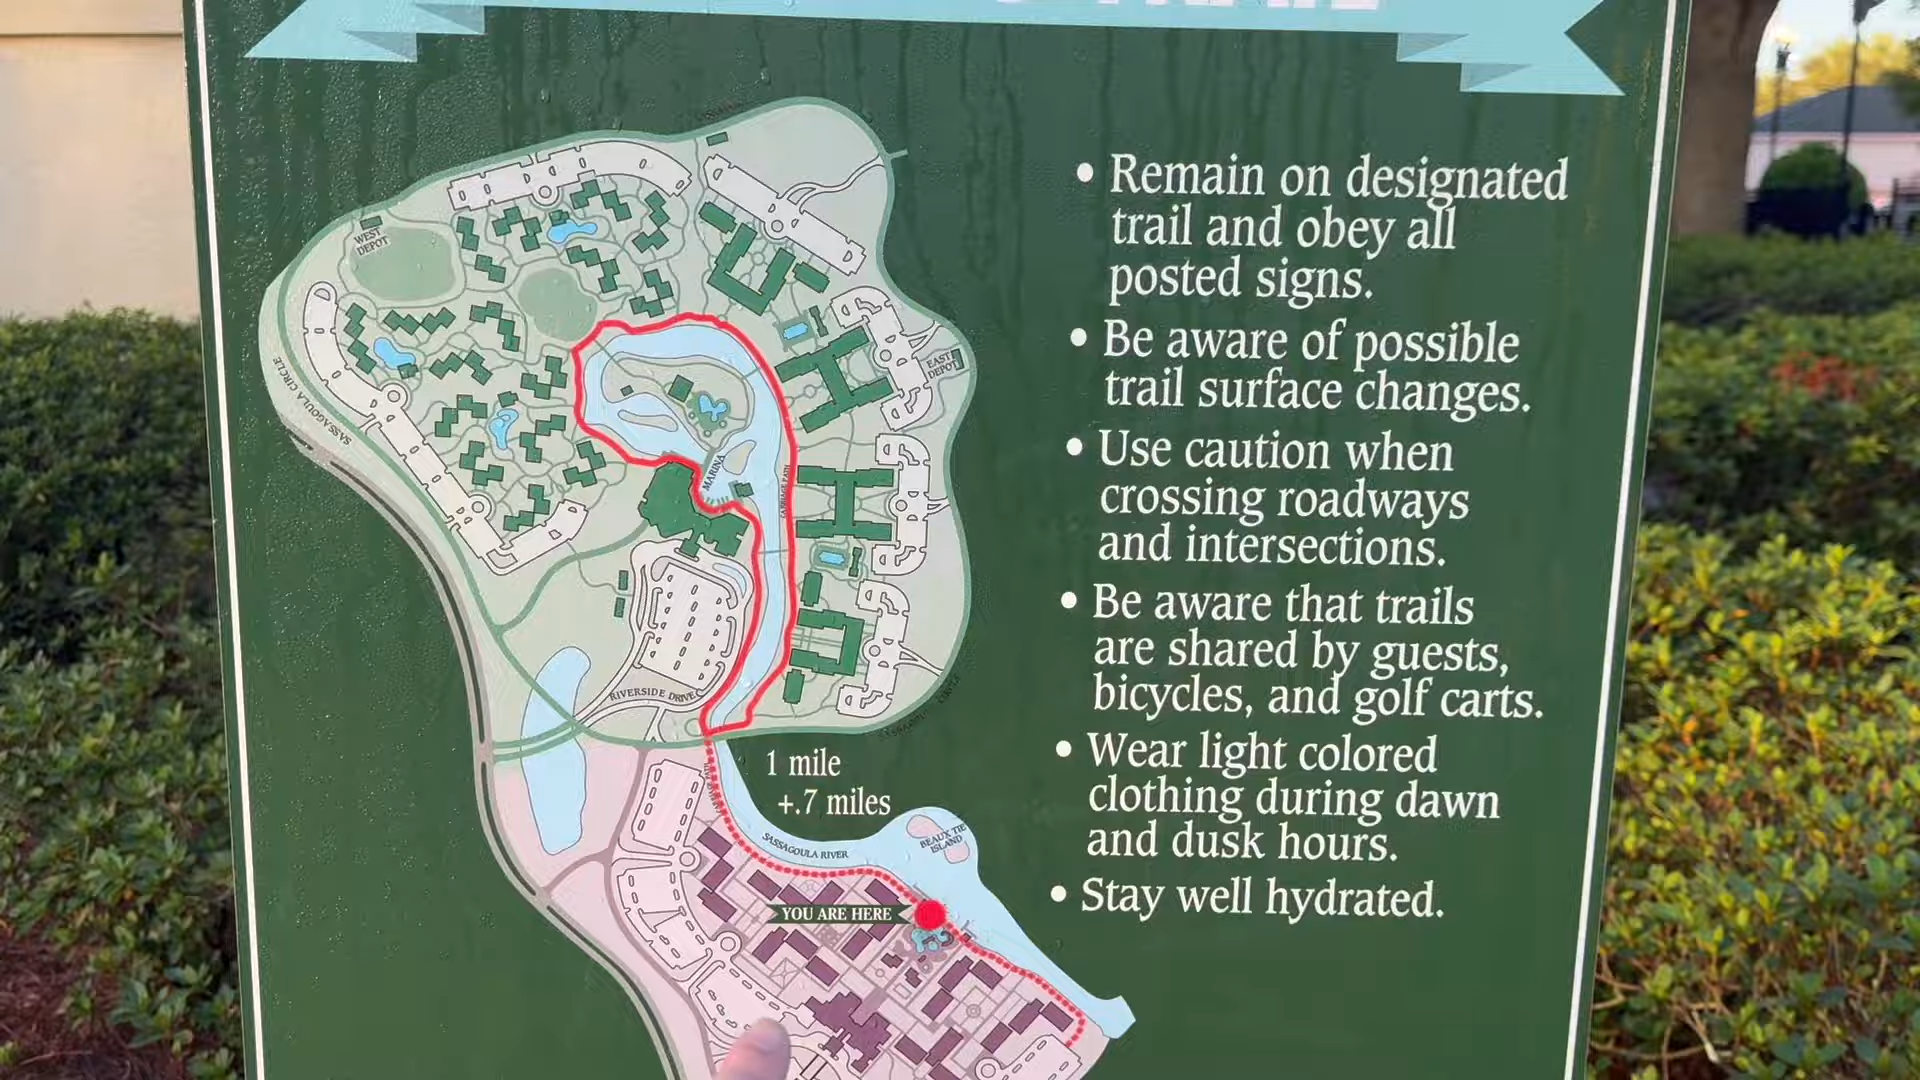 WEST
DEPOT
EAST
DEPOT
SASSAGOULA CIRCLE
MARINA
CARRIAGE PATH
RIVERSIDE DRIVE
1 mile
+.7 miles
SASSAGOULA RIVER
BEAUX TIE
ISLAND
YOU ARE HERE
• Remain on designated
trail and obey all
posted signs.
• Be aware of possible
trail surface changes.
• Use caution when
crossing roadways
and intersections.
• Be aware that trails
are shared by guests,
bicycles, and golf carts.
• Wear light colored
clothing during dawn
and dusk hours.
• Stay well hydrated.